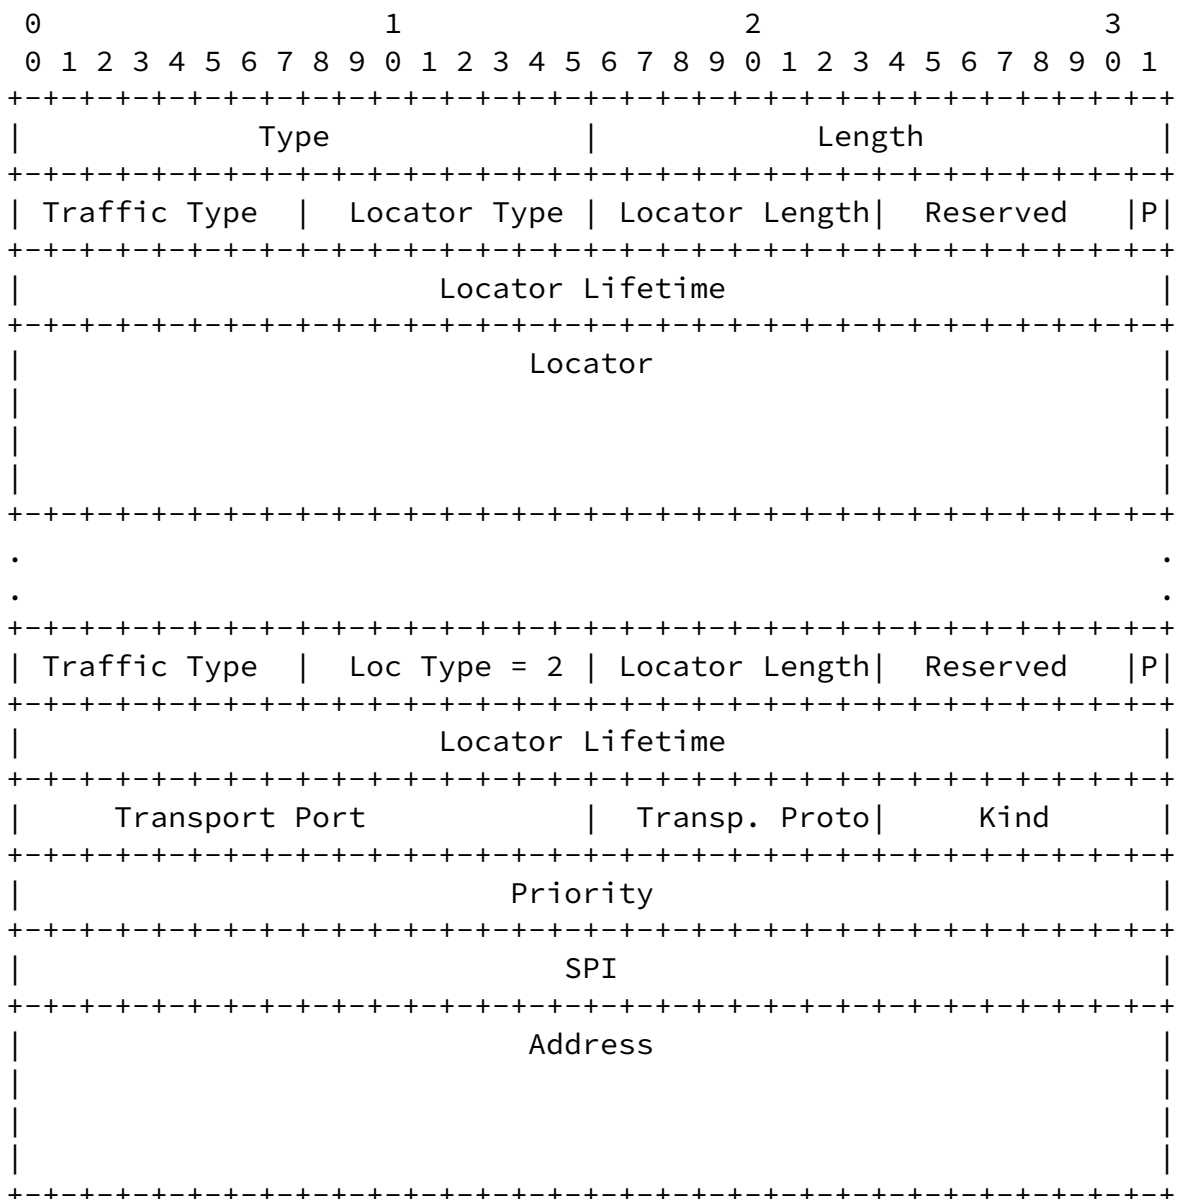 0                   1                   2                   3
 0 1 2 3 4 5 6 7 8 9 0 1 2 3 4 5 6 7 8 9 0 1 2 3 4 5 6 7 8 9 0 1
+-+-+-+-+-+-+-+-+-+-+-+-+-+-+-+-+-+-+-+-+-+-+-+-+-+-+-+-+-+-+-+-+
|             Type              |            Length             |
+-+-+-+-+-+-+-+-+-+-+-+-+-+-+-+-+-+-+-+-+-+-+-+-+-+-+-+-+-+-+-+-+
| Traffic Type  |  Locator Type | Locator Length|  Reserved   |P|
+-+-+-+-+-+-+-+-+-+-+-+-+-+-+-+-+-+-+-+-+-+-+-+-+-+-+-+-+-+-+-+-+
|                       Locator Lifetime                        |
+-+-+-+-+-+-+-+-+-+-+-+-+-+-+-+-+-+-+-+-+-+-+-+-+-+-+-+-+-+-+-+-+
|                            Locator                            |
|                                                               |
|                                                               |
|                                                               |
+-+-+-+-+-+-+-+-+-+-+-+-+-+-+-+-+-+-+-+-+-+-+-+-+-+-+-+-+-+-+-+-+
.                                                               .
.                                                               .
+-+-+-+-+-+-+-+-+-+-+-+-+-+-+-+-+-+-+-+-+-+-+-+-+-+-+-+-+-+-+-+-+
| Traffic Type  |  Loc Type = 2 | Locator Length|  Reserved   |P|
+-+-+-+-+-+-+-+-+-+-+-+-+-+-+-+-+-+-+-+-+-+-+-+-+-+-+-+-+-+-+-+-+
|                       Locator Lifetime                        |
+-+-+-+-+-+-+-+-+-+-+-+-+-+-+-+-+-+-+-+-+-+-+-+-+-+-+-+-+-+-+-+-+
|     Transport Port            |  Transp. Proto|     Kind      |
+-+-+-+-+-+-+-+-+-+-+-+-+-+-+-+-+-+-+-+-+-+-+-+-+-+-+-+-+-+-+-+-+
|                           Priority                            |
+-+-+-+-+-+-+-+-+-+-+-+-+-+-+-+-+-+-+-+-+-+-+-+-+-+-+-+-+-+-+-+-+
|                              SPI                              |
+-+-+-+-+-+-+-+-+-+-+-+-+-+-+-+-+-+-+-+-+-+-+-+-+-+-+-+-+-+-+-+-+
|                            Address                            |
|                                                               |
|                                                               |
|                                                               |
+-+-+-+-+-+-+-+-+-+-+-+-+-+-+-+-+-+-+-+-+-+-+-+-+-+-+-+-+-+-+-+-+